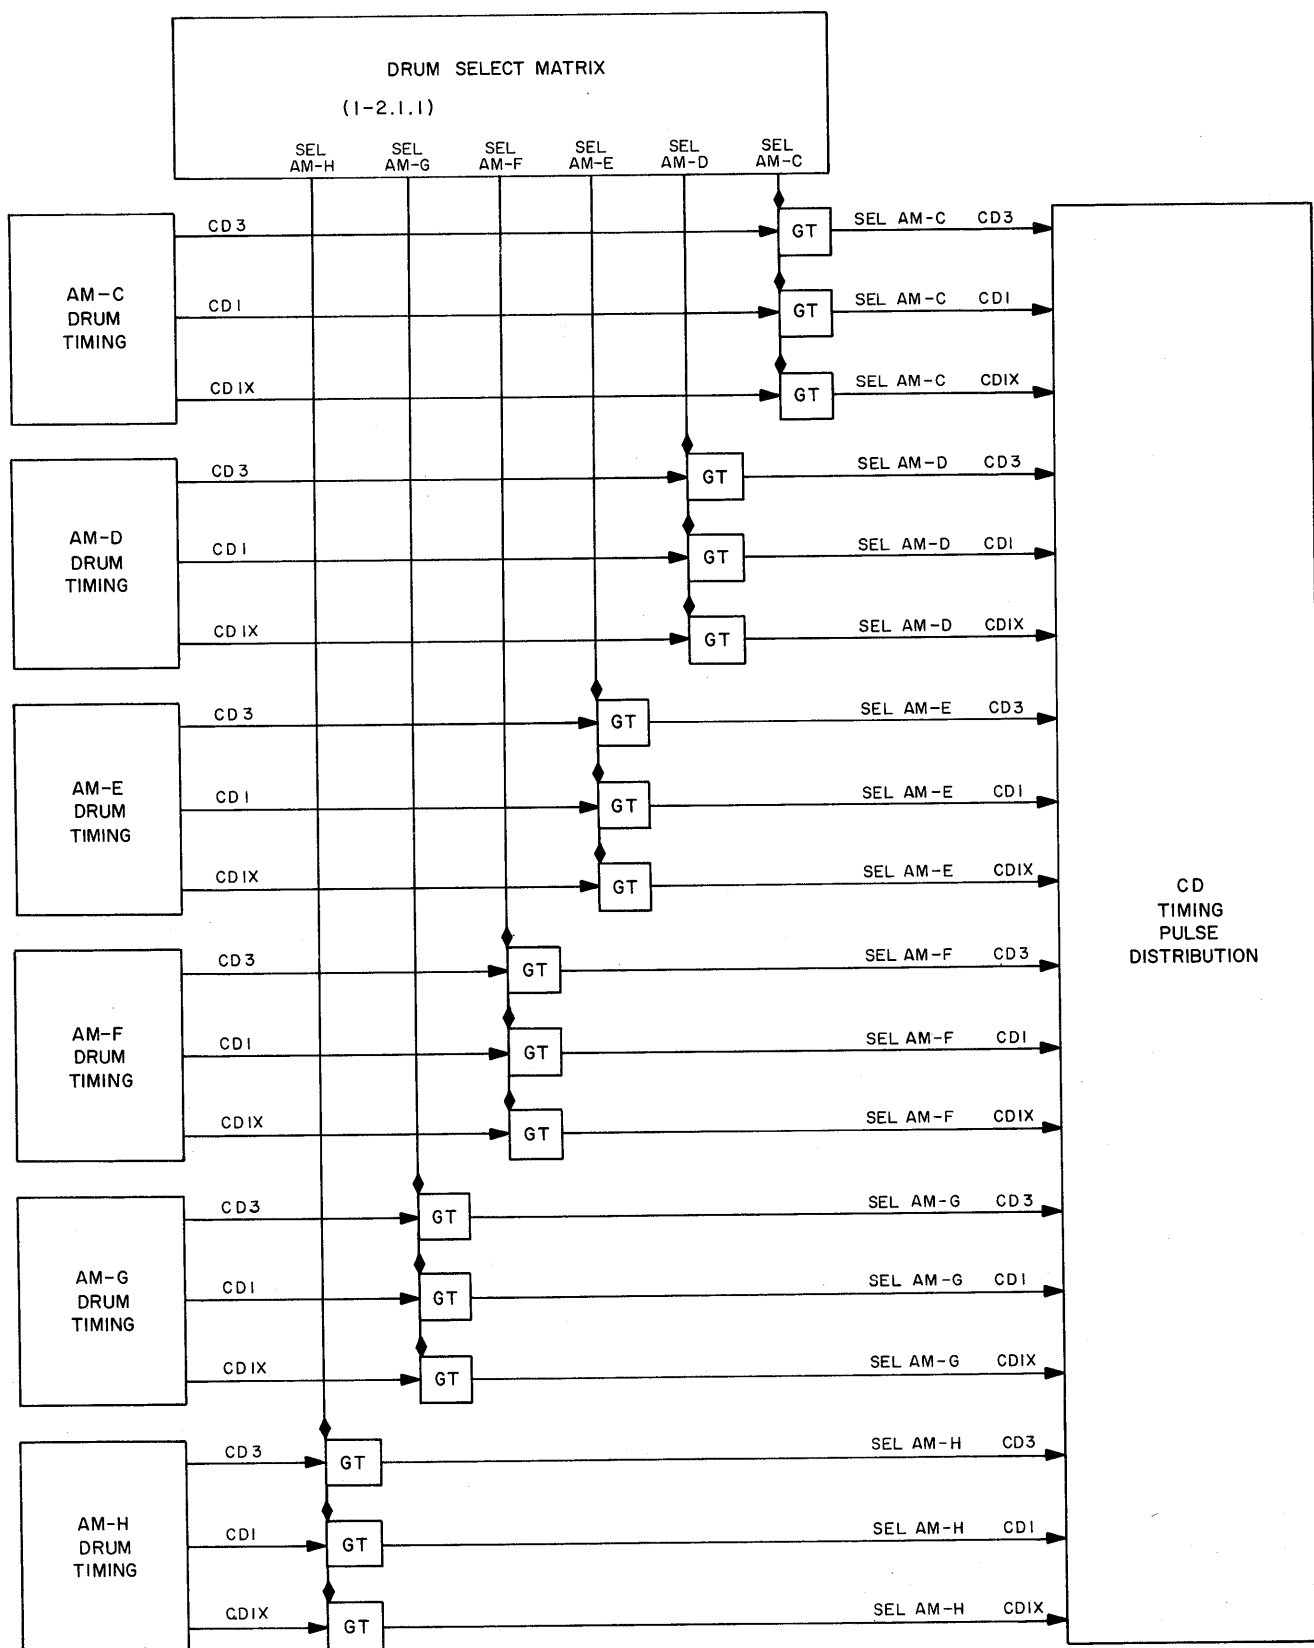 DRUM SELECT MATRIX
(1-2.1.1)
SEL AM-H
SEL AM-G
SEL AM-F
SEL AM-E
SEL AM-D
SEL AM-C
AM-C
DRUM
TIMING
CD3
GT
SEL AM-C CD3
CD1
GT
SEL AM-C CD1
CD1X
GT
SEL AM-C CD1X
AM-D
DRUM
TIMING
CD3
GT
SEL AM-D CD3
CD1
GT
SEL AM-D CD1
CD1X
GT
SEL AM-D CD1X
AM-E
DRUM
TIMING
CD3
GT
SEL AM-E CD3
CD1
GT
SEL AM-E CD1
CD1X
GT
SEL AM-E CD1X
CD
TIMING
PULSE
DISTRIBUTION
AM-F
DRUM
TIMING
CD3
GT
SEL AM-F CD3
CD1
GT
SEL AM-F CD1
CD1X
GT
SEL AM-F CD1X
AM-G
DRUM
TIMING
CD3
GT
SEL AM-G CD3
CD1
GT
SEL AM-G CD1
CD1X
GT
SEL AM-G CD1X
AM-H
DRUM
TIMING
CD3
GT
SEL AM-H CD3
CD1
GT
SEL AM-H CD1
CD1X
GT
SEL AM-H CD1X